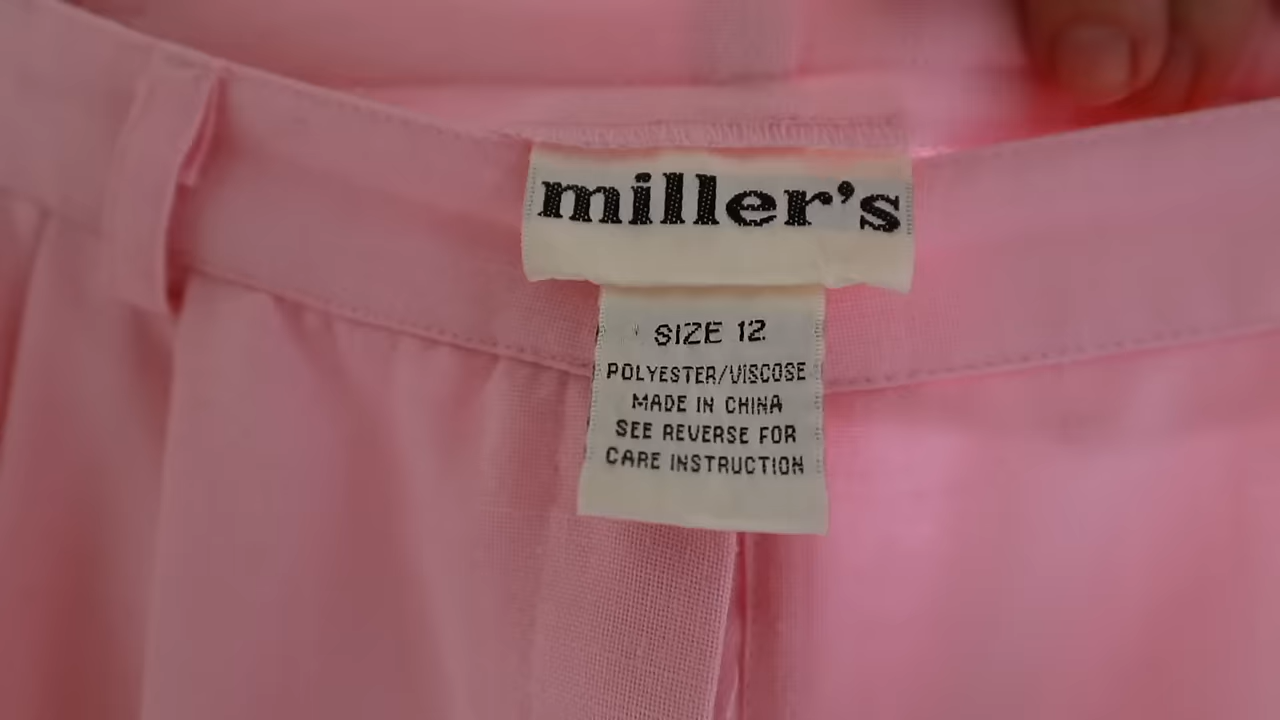 miller's
SIZE 12
POLYESTER/VISCOSE
MADE IN CHINA
SEE REVERSE FOR
CARE INSTRUCTION